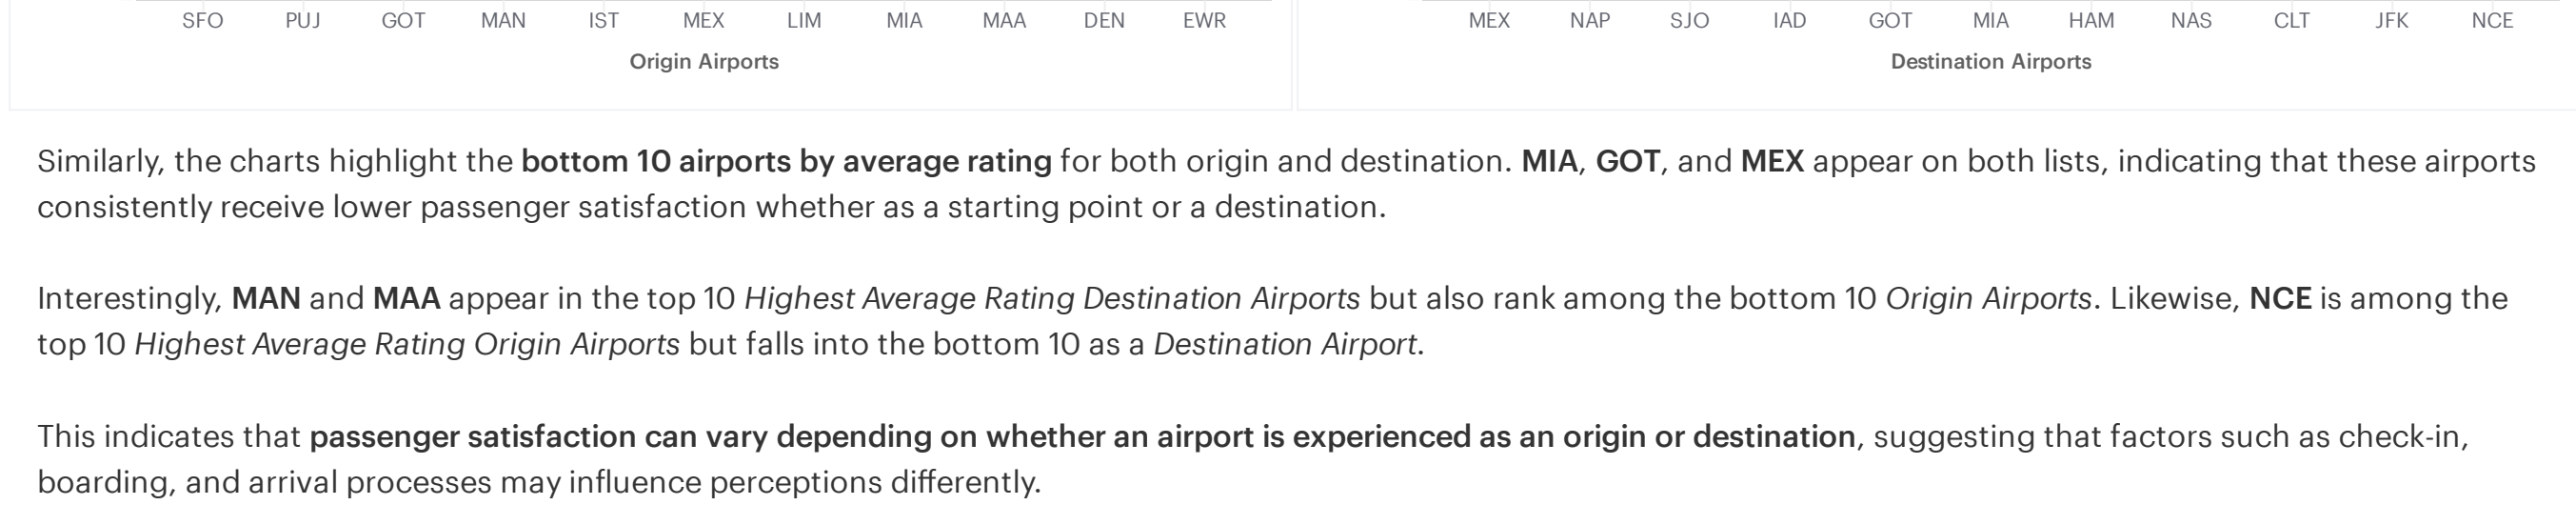 SFO PUJ GOT MAN IST MEX LIM MIA MAA DEN EWR
Origin Airports
MEX NAP SJO IAD GOT MIA HAM NAS CLT JFK NCE
Destination Airports
Similarly, the charts highlight the bottom 10 airports by average rating for both origin and destination. MIA, GOT, and MEX appear on both lists, indicating that these airports
consistently receive lower passenger satisfaction whether as a starting point or a destination.
Interestingly, MAN and MAA appear in the top 10 Highest Average Rating Destination Airports but also rank among the bottom 10 Origin Airports. Likewise, NCE is among the
top 10 Highest Average Rating Origin Airports but falls into the bottom 10 as a Destination Airport.
This indicates that passenger satisfaction can vary depending on whether an airport is experienced as an origin or destination, suggesting that factors such as check-in,
boarding, and arrival processes may influence perceptions differently.